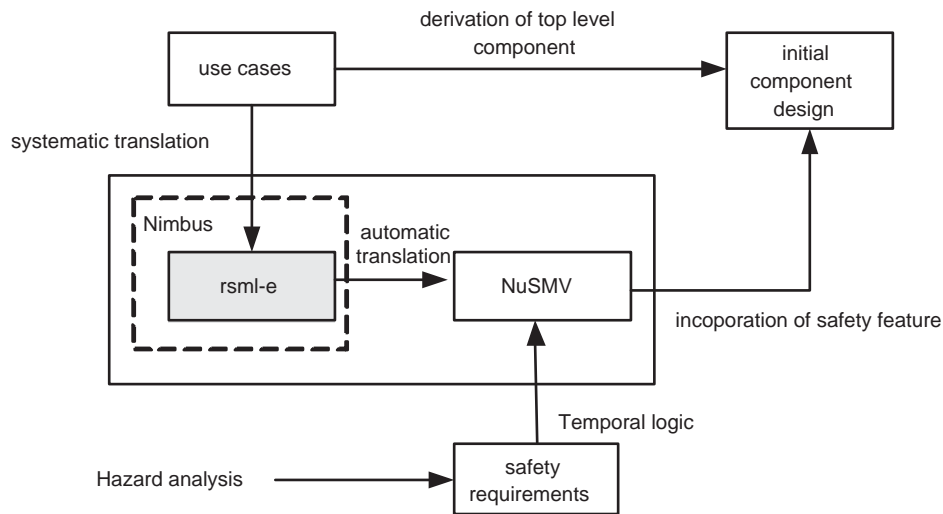 derivation of top level
component
use cases
initial
component
design
systematic translation
Nimbus
automatic
translation
rsml-e
NuSMV
incoporation of safety feature
Temporal logic
Hazard analysis
safety
requirements